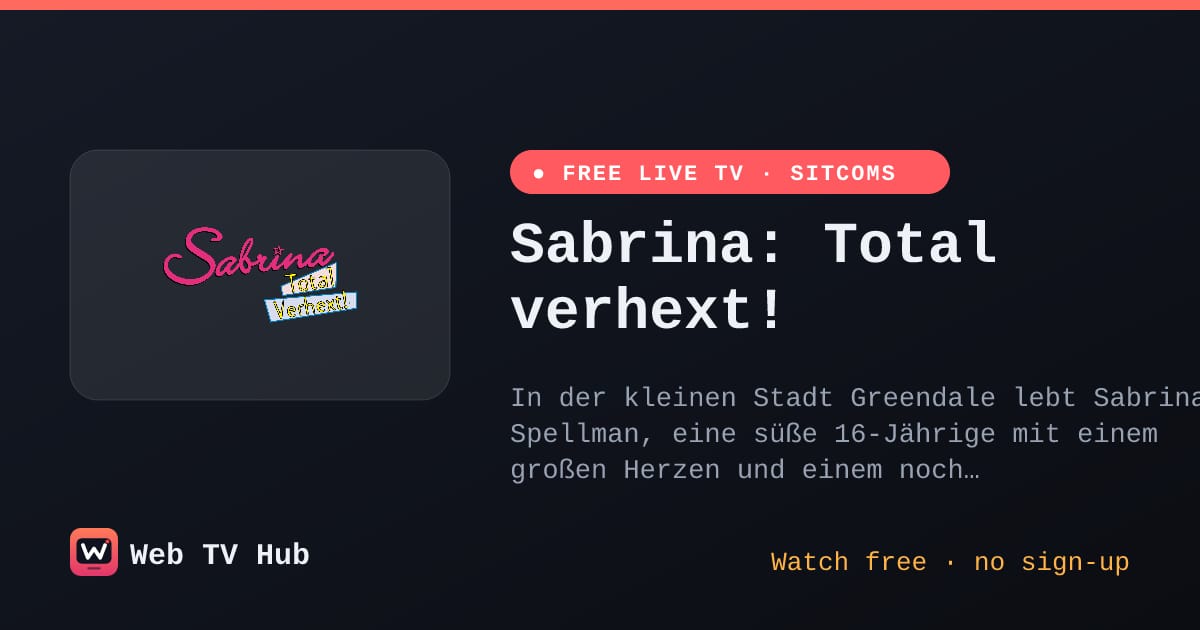 Sabrina
Total
Verhext!
● FREE LIVE TV · SITCOMS
Sabrina: Total
verhext!
In der kleinen Stadt Greendale lebt Sabrina
Spellman, eine süße 16-Jährige mit einem
großen Herzen und einem noch…
Web TV Hub
Watch free · no sign-up